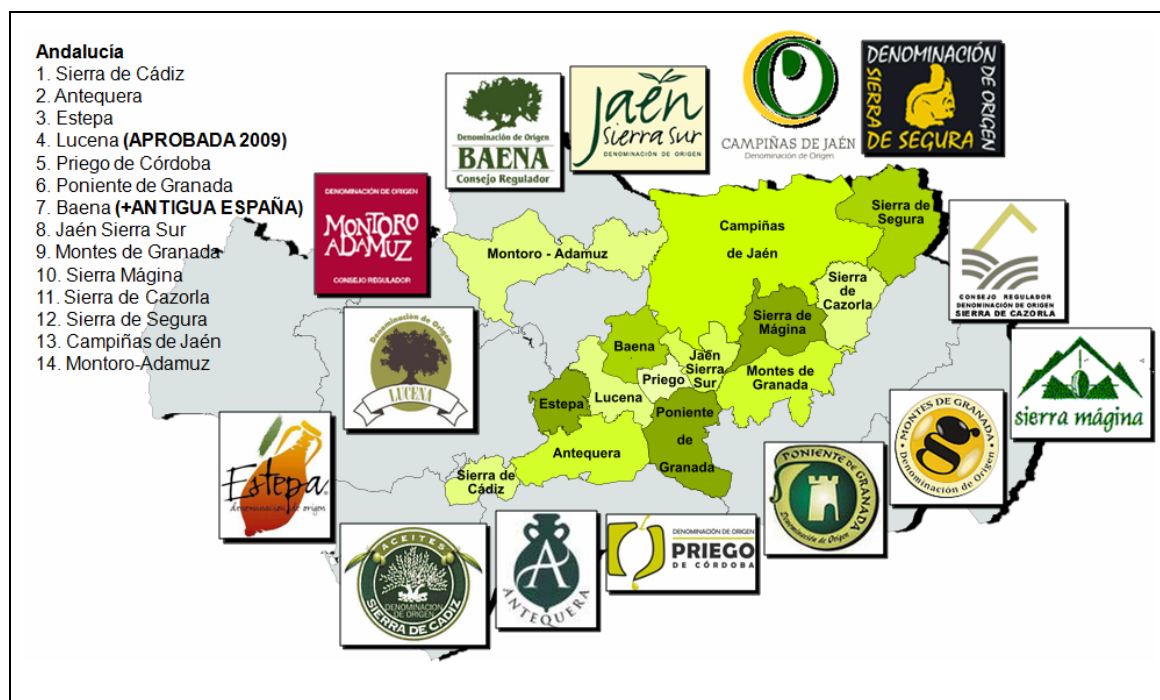 Andalucía
1. Sierra de Cádiz
2. Antequera
3. Estepa
4. Lucena (APROBADA 2009)
5. Priego de Córdoba
6. Poniente de Granada
7. Baena (+ANTIGUA ESPAÑA)
8. Jaén Sierra Sur
9. Montes de Granada
10. Sierra Mágina
11. Sierra de Cazorla
12. Sierra de Segura
13. Campiñas de Jaén
14. Montoro-Adamuz
Denominación de Origen
BAENA
Consejo Regulador
Jaén
Sierra Sur
DENOMINACIÓN DE ORIGEN
CAMPIÑAS DE JAÉN
Denominación de Origen
DENOMINACIÓN
DE ORIGEN
SIERRA
DE SEGURA
DENOMINACIÓN DE ORIGEN
MONTORO
ADAMUZ
CONSEJO REGULADOR
Montoro - Adamuz
Campiñas
de Jaén
Sierra de
Segura
Sierra
de
Cazorla
Sierra de
Mágina
Baena
Jaén
Sierra
Sur
Priego
Montes de
Granada
Lucena
Estepa
Poniente
de
Granada
Antequera
Sierra de
Cádiz
CONSEJO REGULADOR
DENOMINACIÓN DE ORIGEN
SIERRA DE CAZORLA
Denominación de Origen
LUCENA
sierra mágina
MONTES DE GRANADA
Denominación de Origen
Estepa
denominación de origen
PONIENTE DE GRANADA
Denominación de Origen
ACEITES
DENOMINACION
DE ORIGEN
SIERRA DE CADIZ
A
ANTEQUERA
DENOMINACIÓN DE ORIGEN
PRIEGO
DE CÓRDOBA